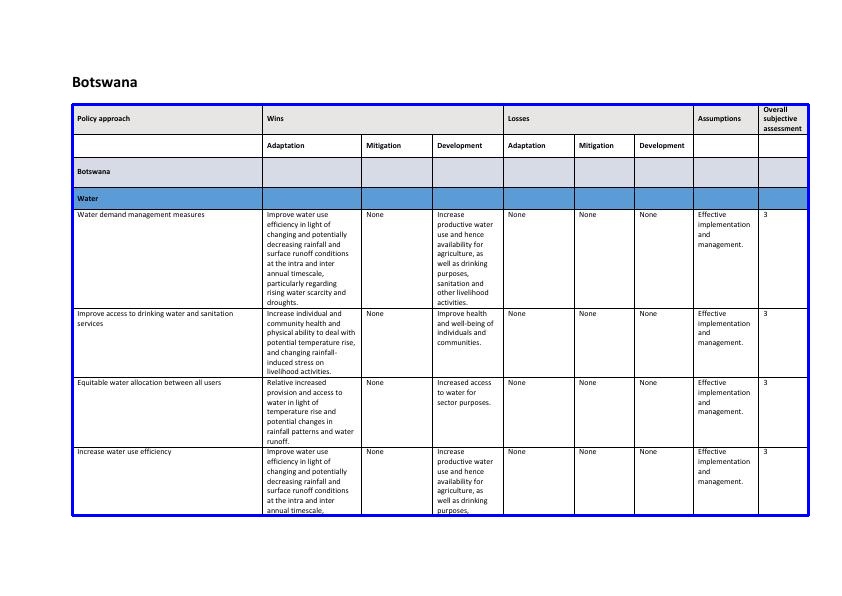 Botswana
Policy approach Wins Losses Assumptions Overall subjective assessment
Adaptation Mitigation Development Adaptation Mitigation Development
Botswana
Water
Water demand management measures
Improve water use
efficiency in light of
changing and potentially
decreasing rainfall and
surface runoff conditions
at the intra and inter
annual timescale,
particularly regarding
rising water scarcity and
droughts.
None
Increase
productive water
use and hence
availability for
agriculture, as
well as drinking
purposes,
sanitation and
other livelihood
activities.
None
None
None
Effective
implementation
and
management.
3
Improve access to drinking water and sanitation
services
Increase individual and
community health and
physical ability to deal with
potential temperature rise,
and changing rainfall-
induced stress on
livelihood activities.
None
Improve health
and well-being of
individuals and
communities.
None
None
None
Effective
implementation
and
management.
3
Equitable water allocation between all users
Relative increased
provision and access to
water in light of
temperature rise and
potential changes in
rainfall patterns and water
runoff.
None
Increased access
to water for
sector purposes.
None
None
None
Effective
implementation
and
management.
3
Increase water use efficiency
Improve water use
efficiency in light of
changing and potentially
decreasing rainfall and
surface runoff conditions
at the intra and inter
annual timescale,
None
Increase
productive water
use and hence
availability for
agriculture, as
well as drinking
purposes,
None
None
None
Effective
implementation
and
management.
3